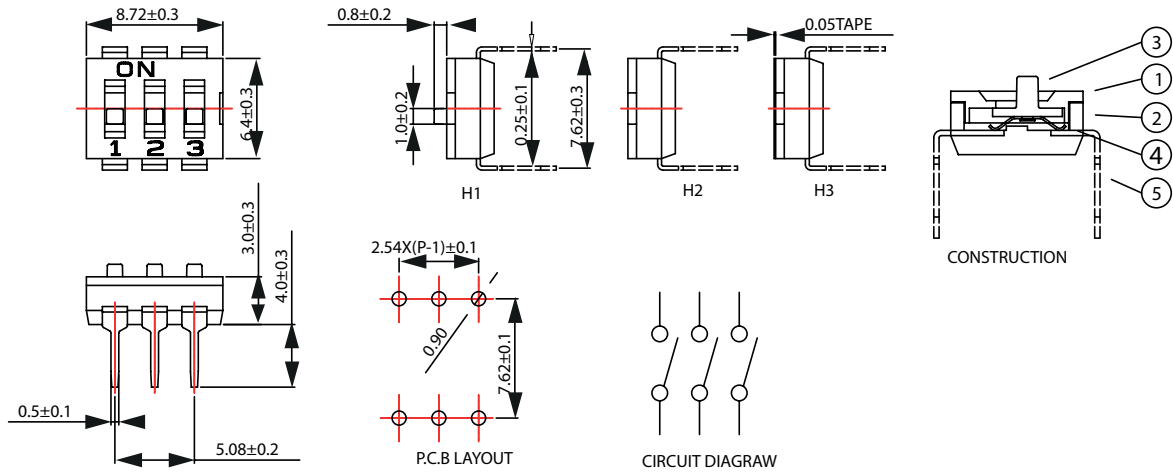 8.72±0.3
ON
1 2 3
6.4±0.3
0.8±0.2
1.0±0.2
0.25±0.1
7.62±0.3
H1
H2
0.05TAPE
H3
3
1
2
4
5
CONSTRUCTION
3.0±0.3
4.0±0.3
0.5±0.1
5.08±0.2
2.54X(P-1)±0.1
0.90
7.62±0.1
P.C.B LAYOUT
CIRCUIT DIAGRAW